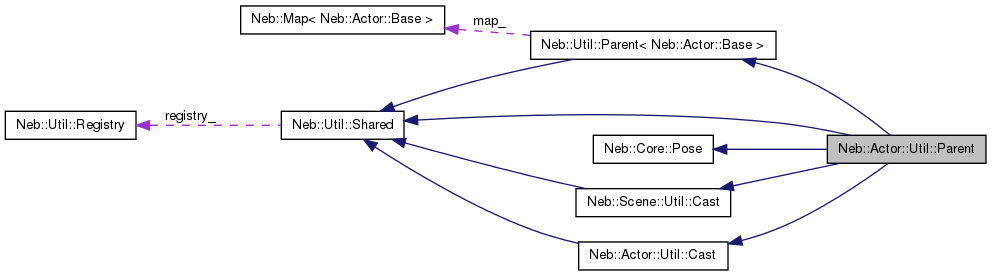 Neb::Map< Neb::Actor::Base >
map_
Neb::Util::Parent< Neb::Actor::Base >
registry_
Neb::Util::Registry
Neb::Util::Shared
Neb::Core::Pose
Neb::Actor::Util::Parent
Neb::Scene::Util::Cast
Neb::Actor::Util::Cast